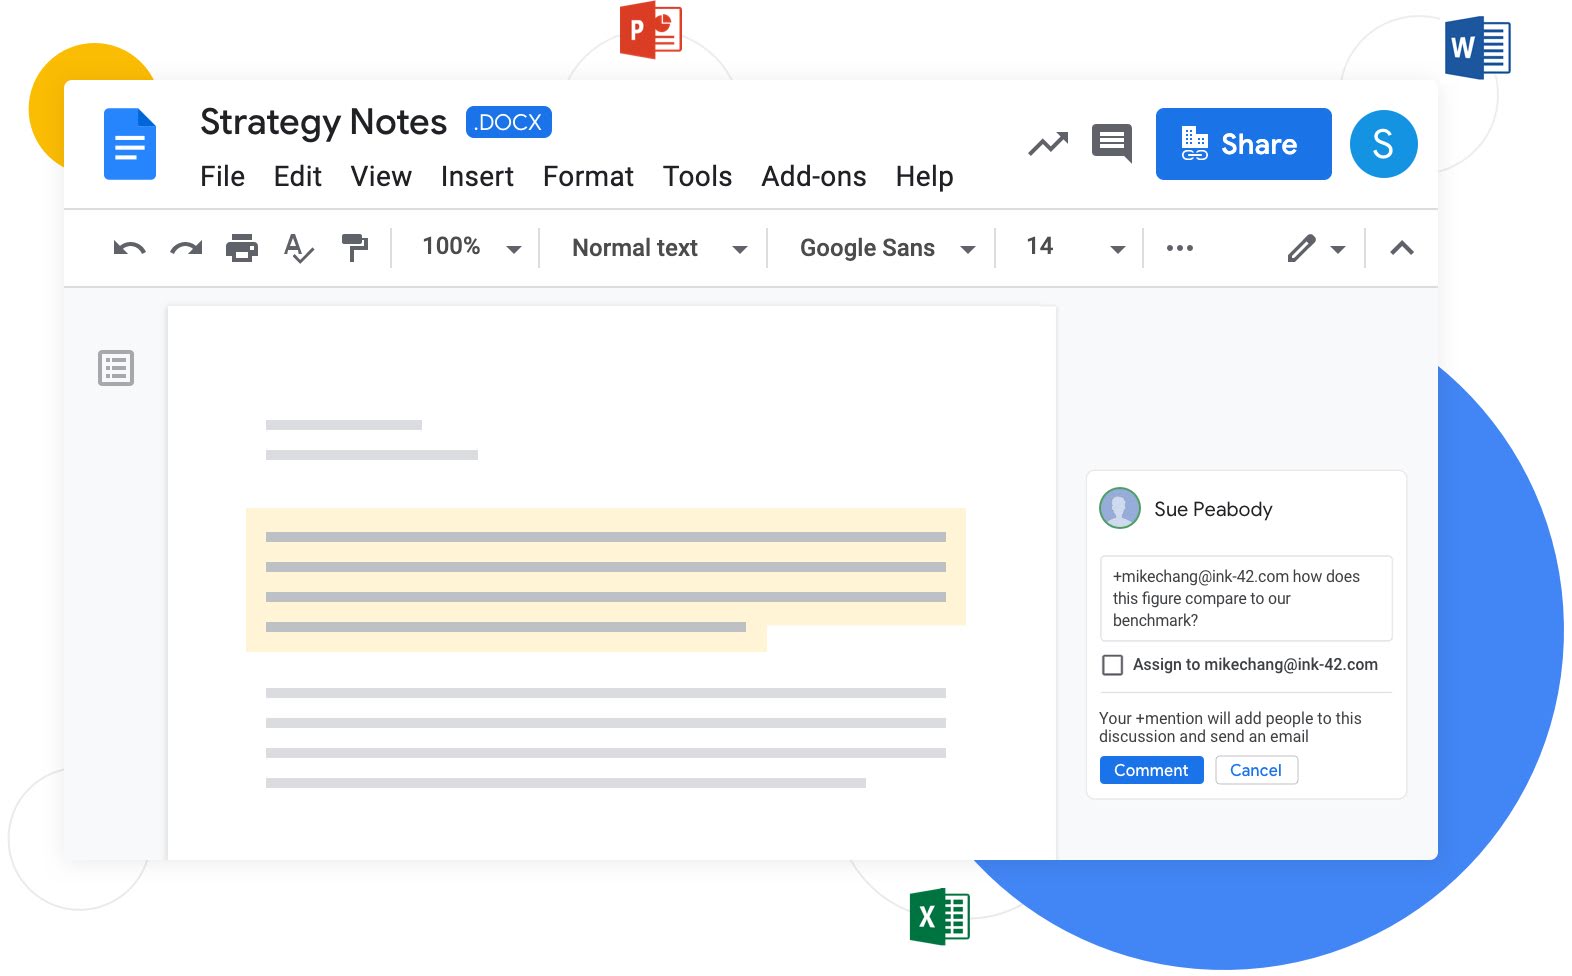 P
W
Strategy Notes .DOCX
File Edit View Insert Format Tools Add-ons Help
Share
S
100% Normal text Google Sans 14
Sue Peabody
+mikechang@ink-42.com how does
this figure compare to our
benchmark?
Assign to mikechang@ink-42.com
Your +mention will add people to this
discussion and send an email
Comment Cancel
X